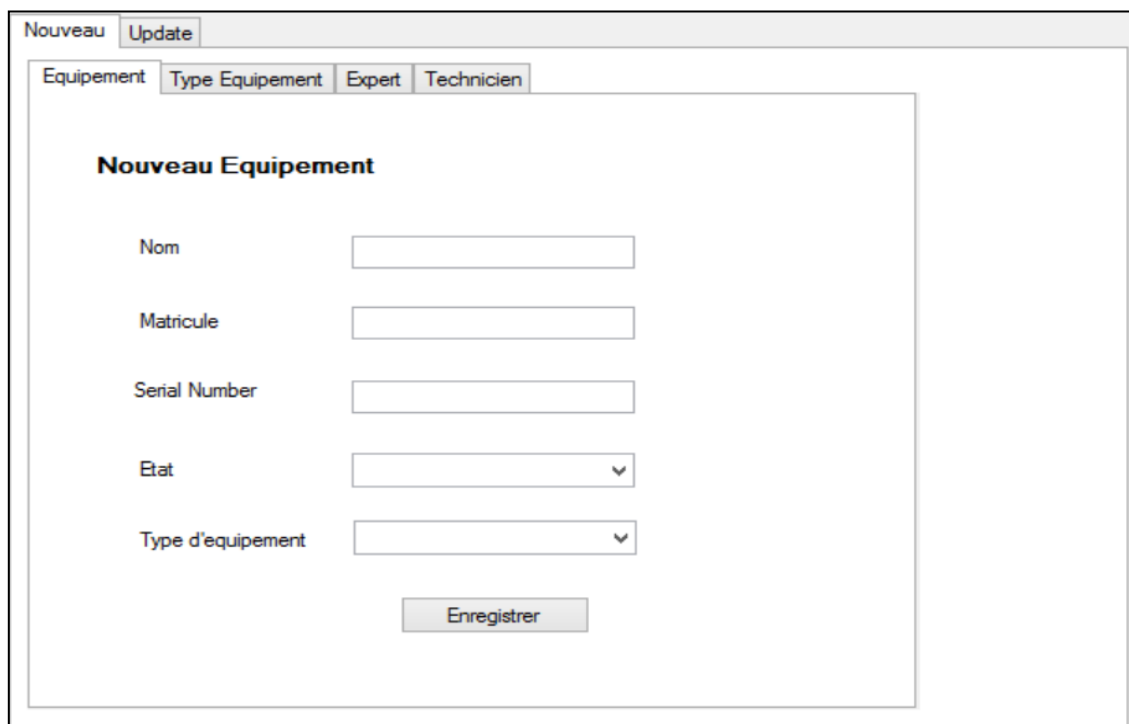 Nouveau Update
Equipement Type Equipement Expert Technicien
Nouveau Equipement
Nom
Matricule
Serial Number
Etat
Type d'equipement
Enregistrer